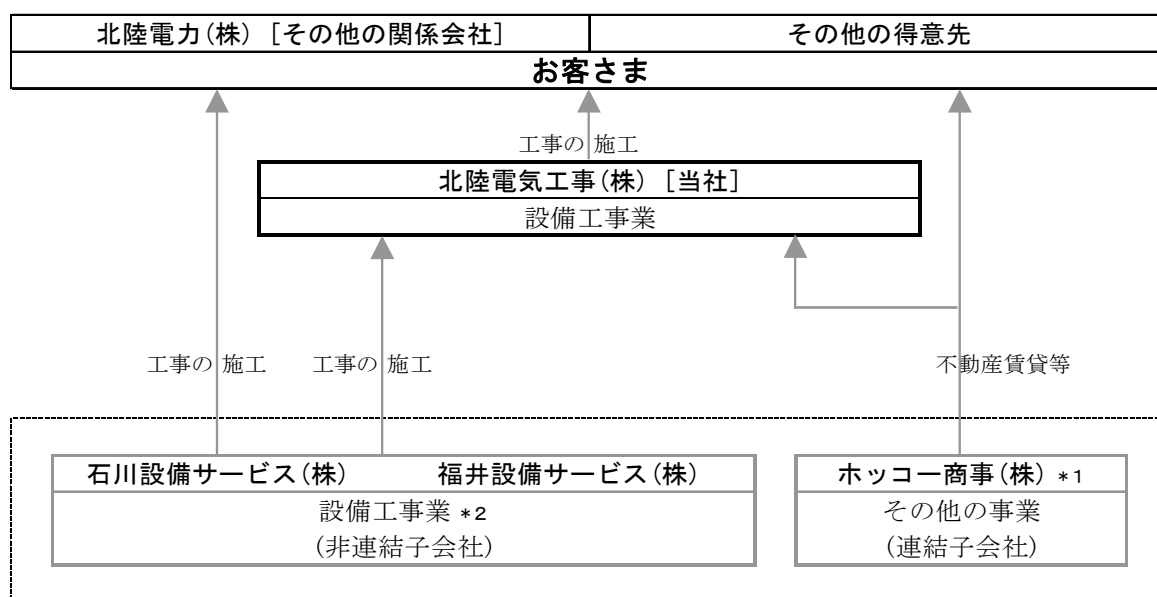 北陸電力(株) [その他の関係会社]
その他の得意先
お客さま
工事の 施工
北陸電気工事(株) [当社]
設備工事業
工事の 施工
工事の 施工
不動産賃貸等
石川設備サービス(株)
福井設備サービス(株)
設備工事業 *2
(非連結子会社)
ホッコー商事(株) *1
その他の事業
(連結子会社)